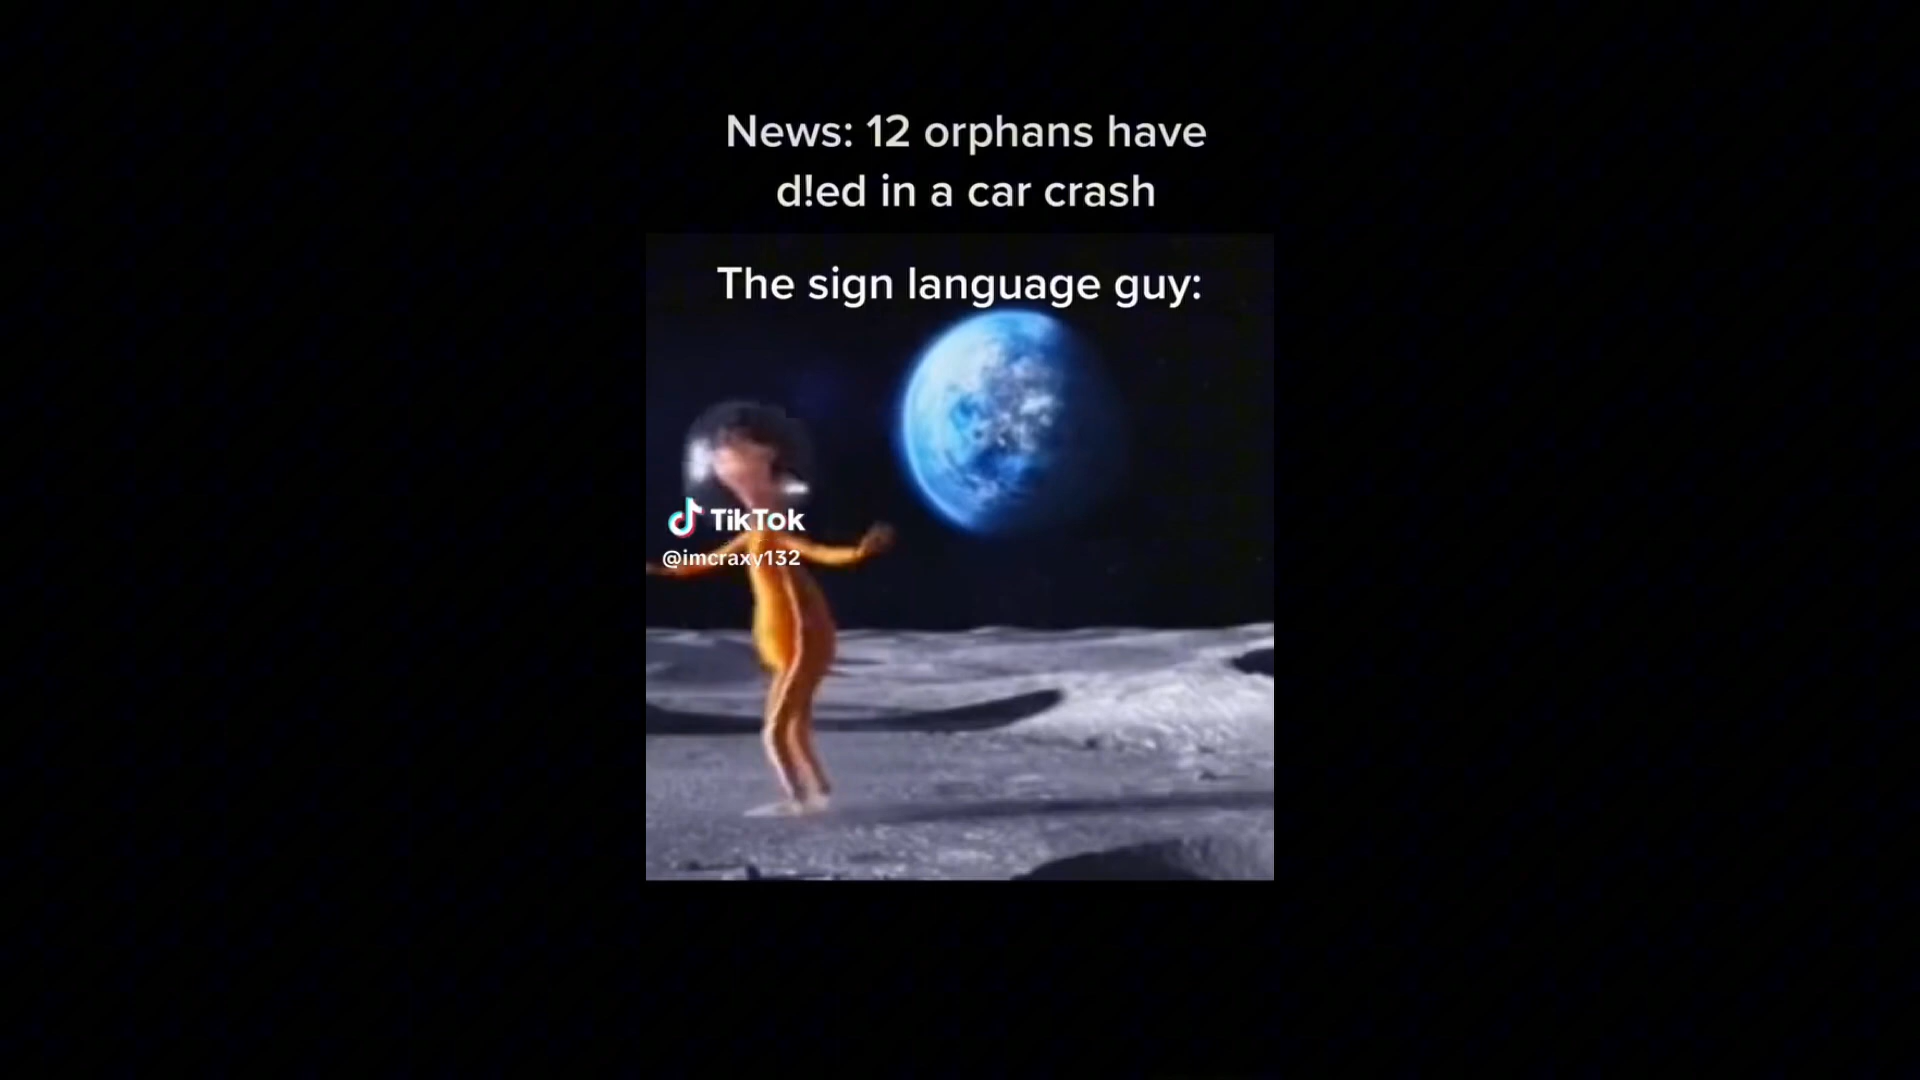 News: 12 orphans have
d!ed in a car crash
The sign language guy:
TikTok
@imcraxy132